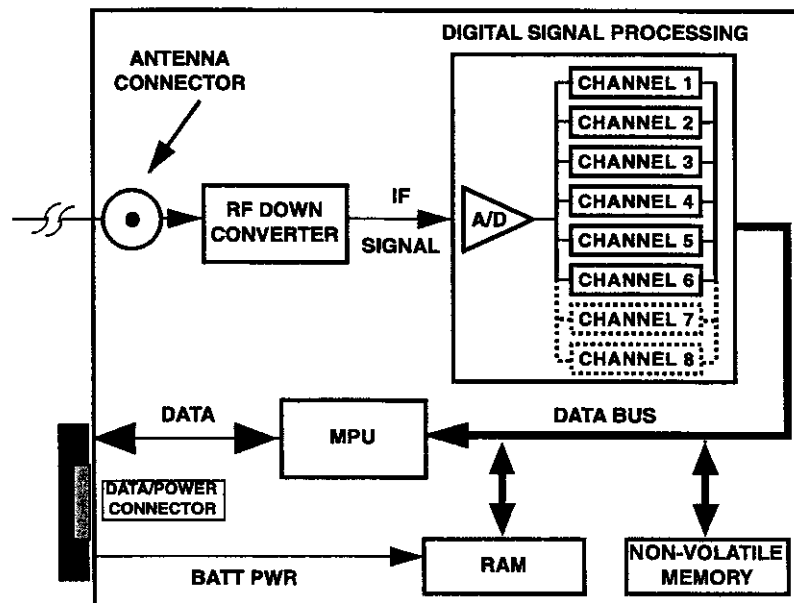 DIGITAL SIGNAL PROCESSING
ANTENNA
CONNECTOR
CHANNEL 1
CHANNEL 2
CHANNEL 3
CHANNEL 4
CHANNEL 5
CHANNEL 6
CHANNEL 7
CHANNEL 8
RF DOWN
CONVERTER
IF
SIGNAL
A/D
DATA
MPU
DATA BUS
DATA/POWER
CONNECTOR
BATT PWR
RAM
NON-VOLATILE
MEMORY